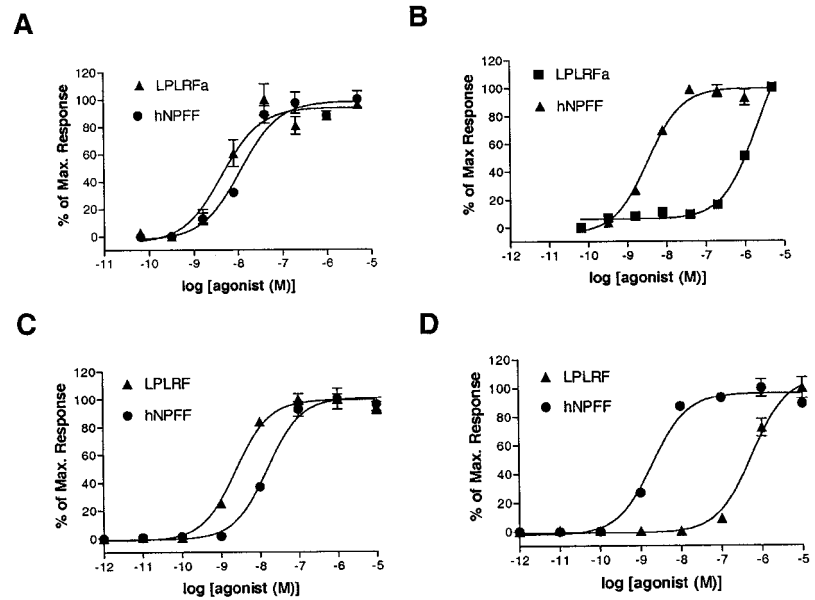 A
% of Max. Response
120
100
80
60
40
20
0
LPLRFa
hNPFF
-11 -10 -9 -8 -7 -6 -5
log [agonist (M)]
B
% of Max. Response
120
100
80
60
40
20
0
LPLRFa
hNPFF
-12 -11 -10 -9 -8 -7 -6 -5
log [agonist (M)]
C
% of Max. Response
120
100
80
60
40
20
0
LPLRF
hNPFF
-12 -11 -10 -9 -8 -7 -6 -5
log [agonist (M)]
D
% of Max. Response
120
100
80
60
40
20
0
LPLRF
hNPFF
-12 -11 -10 -9 -8 -7 -6 -5
log [agonist (M)]